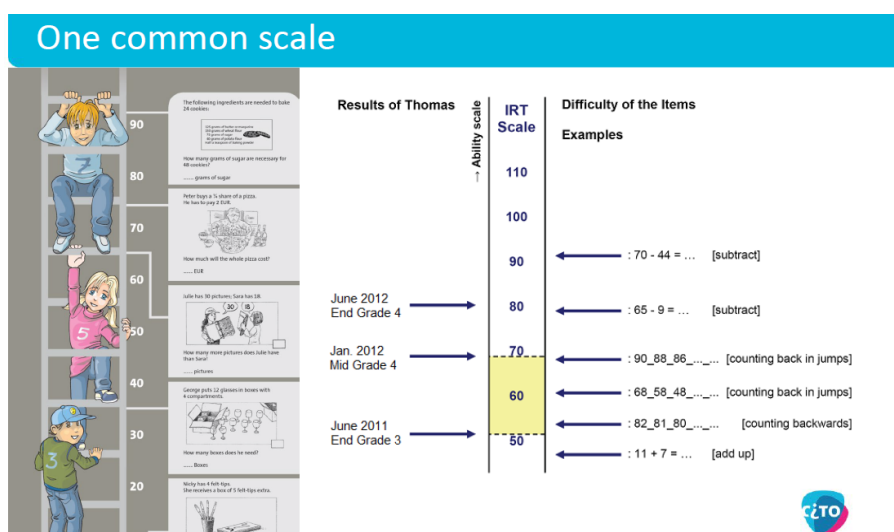 One common scale
90
80
70
60
50
40
30
20
7
5
3
The following ingredients are needed to bake
24 cookies:
How many grams of sugar are necessary for
48 cookies?
...... grams of sugar
Peter buys a ¼ share of a pizza.
He has to pay 2 EUR.
How much will the whole pizza cost?
...... EUR
Julie has 30 pictures; Sara has 18.
30
18
How many more pictures does Julie have
than Sara?
...... pictures
George puts 12 glasses in boxes with
4 compartments.
How many boxes does he need?
...... Boxes
Nicky has 4 felt-tips.
She receives a box of 5 felt-tips extra.
Results of Thomas
June 2012
End Grade 4
Jan. 2012
Mid Grade 4
June 2011
End Grade 3
→ Ability scale
IRT
Scale
110
100
90
80
70
60
50
Difficulty of the Items
Examples
: 70 - 44 = ... [subtract]
: 65 - 9 = ... [subtract]
: 90_88_86_..._... [counting back in jumps]
: 68_58_48_..._... [counting back in jumps]
: 82_81_80_..._... [counting backwards]
: 11 + 7 = ... [add up]
cito